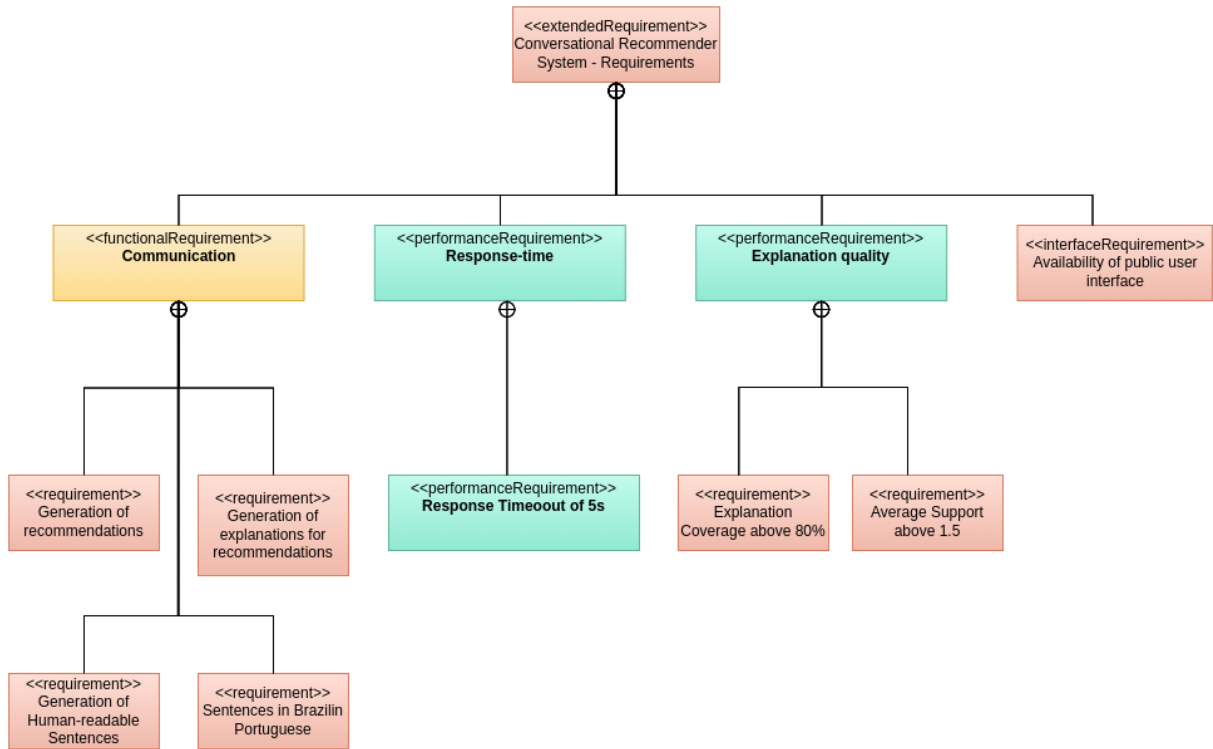 <<extendedRequirement>>
Conversational Recommender
System - Requirements
<<functionalRequirement>>
Communication
<<performanceRequirement>>
Response-time
<<performanceRequirement>>
Explanation quality
<<interfaceRequirement>>
Availability of public user
interface
<<requirement>>
Generation of
recommendations
<<requirement>>
Generation of
explanations for
recommendations
<<performanceRequirement>>
Response Timeoout of 5s
<<requirement>>
Explanation
Coverage above 80%
<<requirement>>
Average Support
above 1.5
<<requirement>>
Generation of
Human-readable
Sentences
<<requirement>>
Sentences in Brazilin
Portuguese